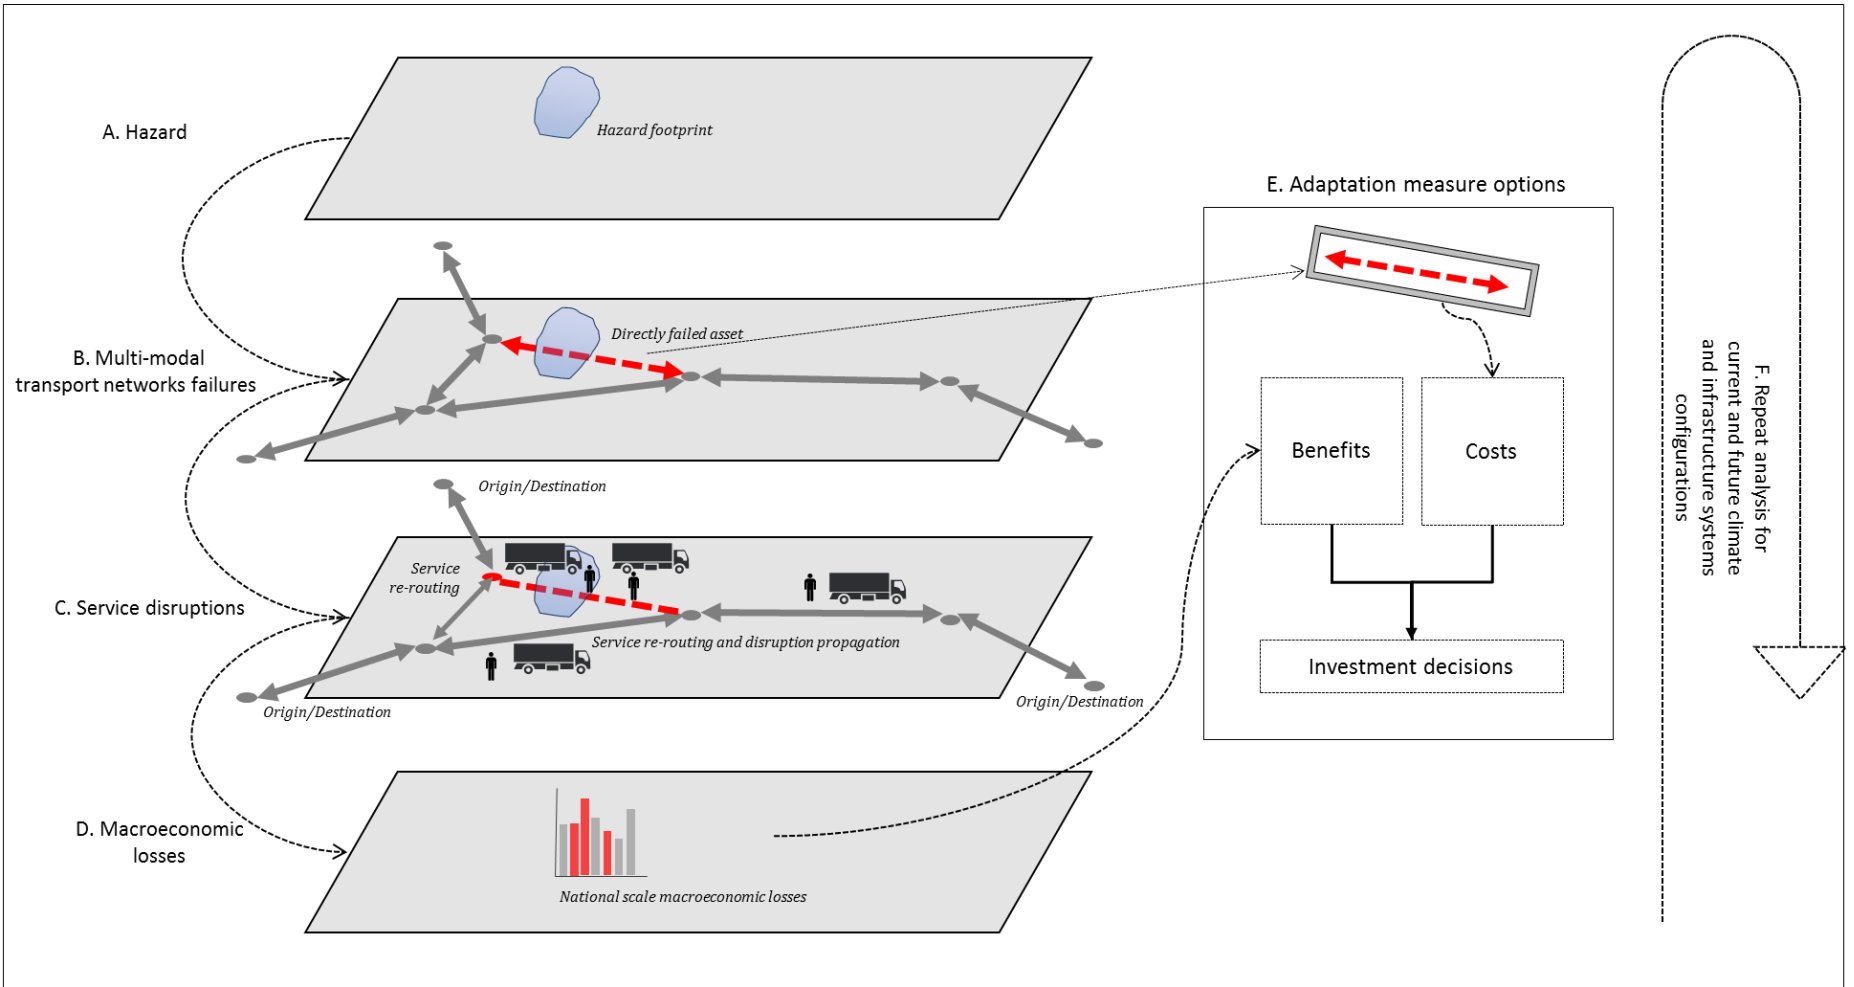 A. Hazard
Hazard footprint
B. Multi-modal
transport networks failures
Directly failed asset
C. Service disruptions
Origin/Destination
Service
re-routing
Service re-routing and disruption propagation
Origin/Destination
Origin/Destination
D. Macroeconomic
losses
National scale macroeconomic losses
E. Adaptation measure options
Benefits
Costs
Investment decisions
F. Repeat analysis for
current and future climate
and infrastructure systems
configurations